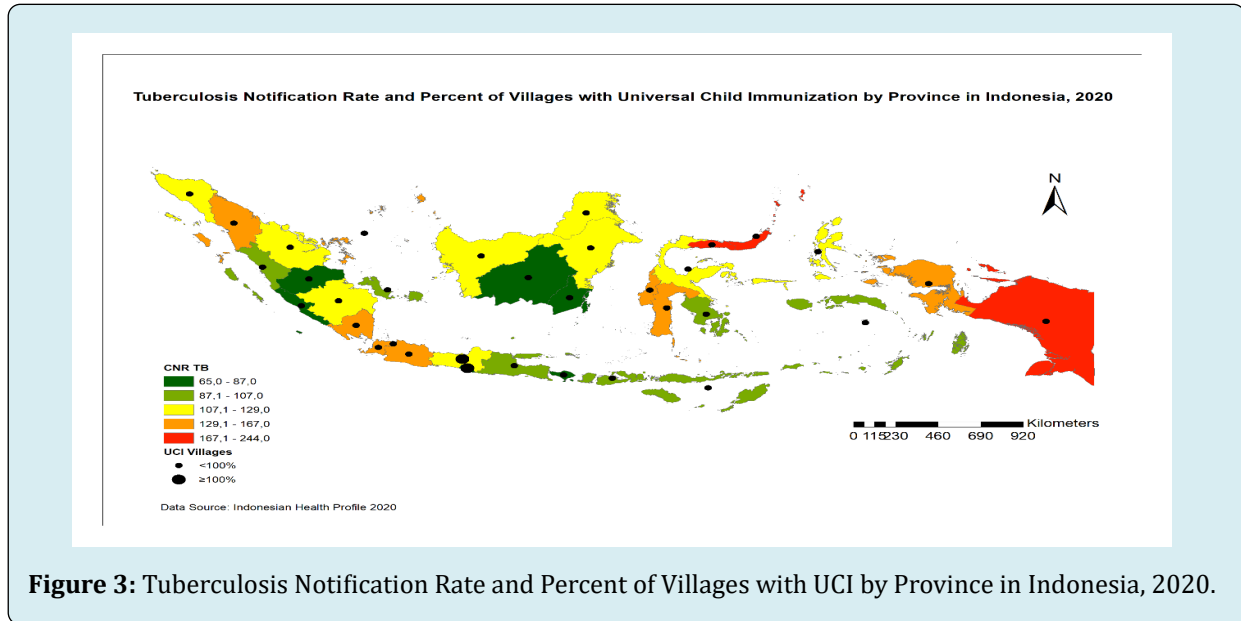 Tuberculosis Notification Rate and Percent of Villages with Universal Child Immunization by Province in Indonesia, 2020
N
CNR TB
65,0 - 87,0
87,1 - 107,0
107,1 - 129,0
129,1 - 167,0
167,1 - 244,0
UCI Villages
<100%
≥100%
Kilometers
0 115 230 460 690 920
Data Source: Indonesian Health Profile 2020
Figure 3: Tuberculosis Notification Rate and Percent of Villages with UCI by Province in Indonesia, 2020.